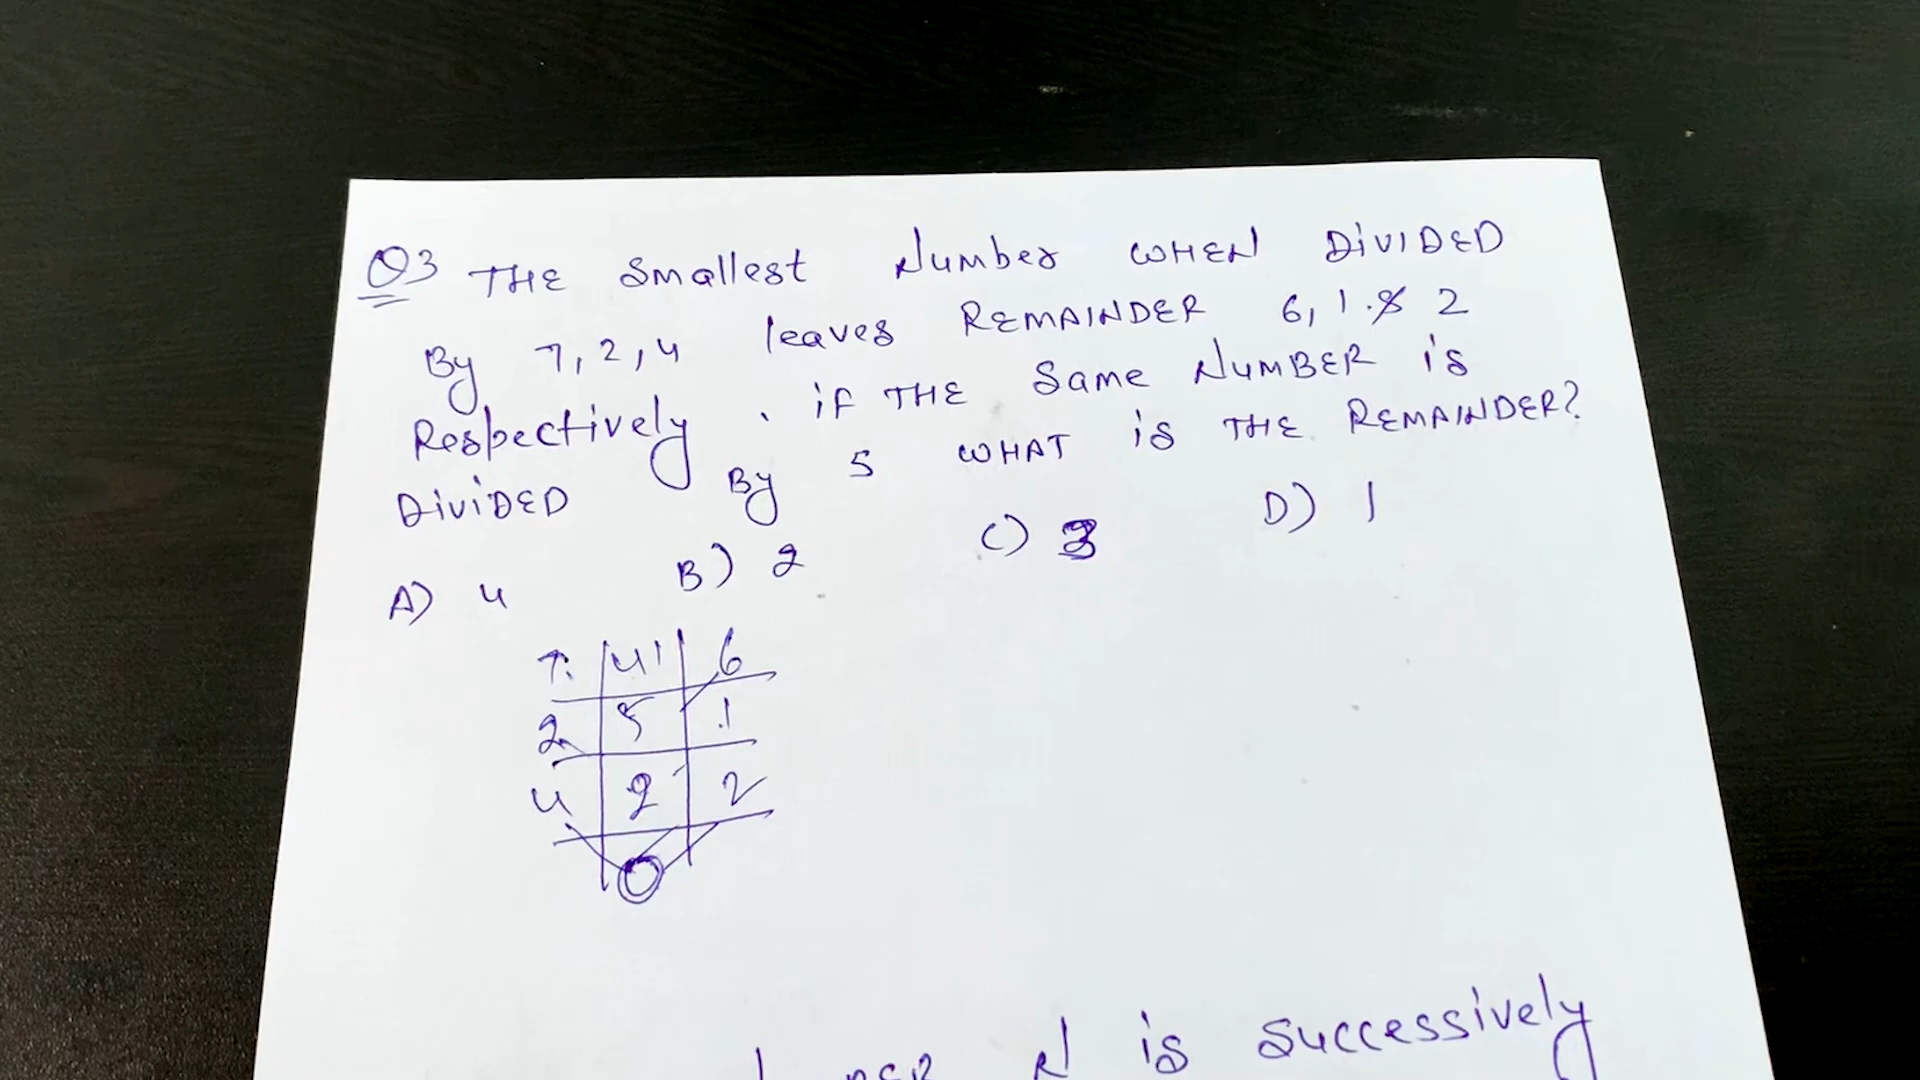 Q3 THE Smallest Number WHEN DIVIDED
By 7, 2, 4 leaves REMAINDER 6, 1 & 2
Respectively. if THE Same NUMBER is
DiviDED By 5 WHAT is THE REMAINDER?
A) 4 B) 2 C) 3 D) 1
7 41 6
2 5 1
4 2 2
0
N is successively